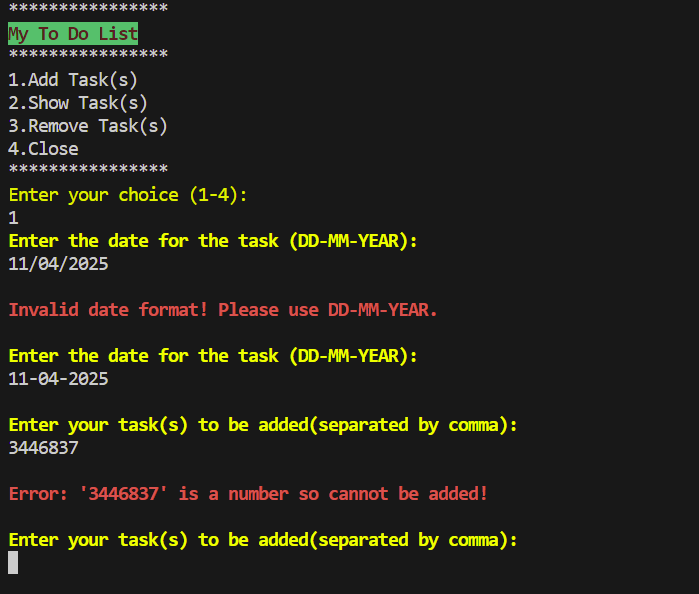 ****************
My To Do List
****************
1.Add Task(s)
2.Show Task(s)
3.Remove Task(s)
4.Close
****************
Enter your choice (1-4):
1
Enter the date for the task (DD-MM-YEAR):
11/04/2025
Invalid date format! Please use DD-MM-YEAR.
Enter the date for the task (DD-MM-YEAR):
11-04-2025
Enter your task(s) to be added(separated by comma):
3446837
Error: '3446837' is a number so cannot be added!
Enter your task(s) to be added(separated by comma):